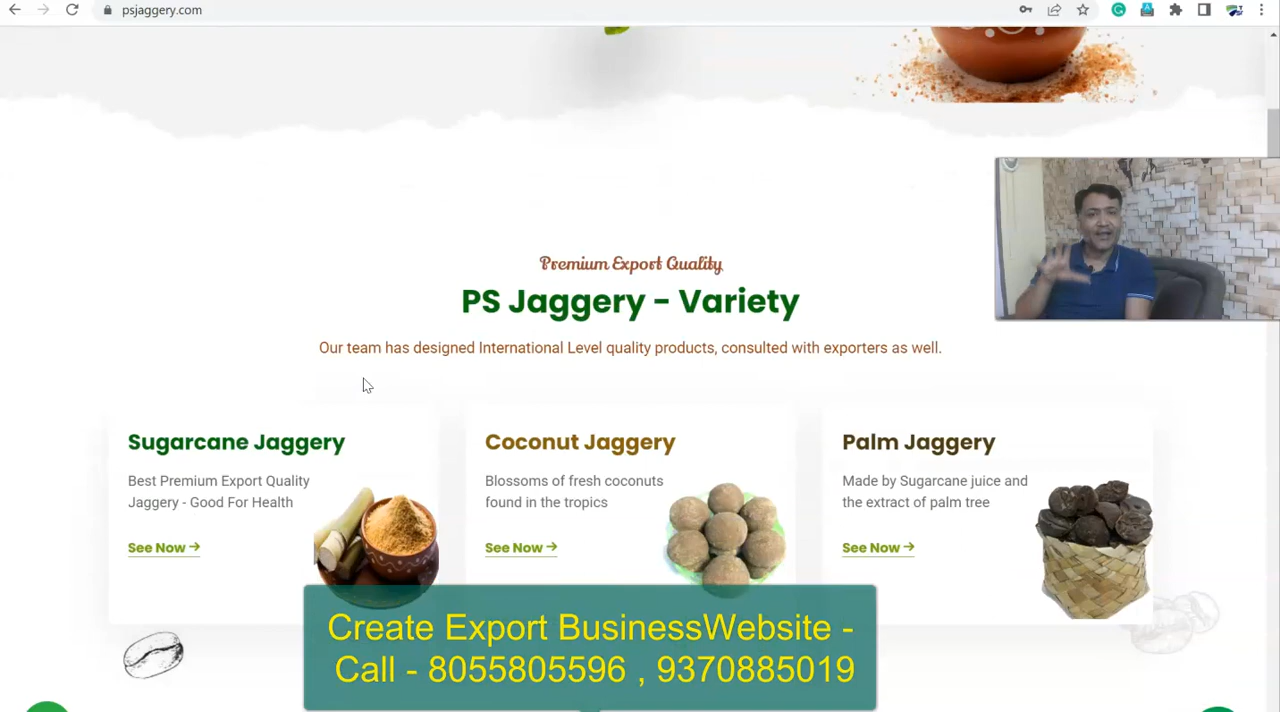 psjaggery.com
Premium Export Quality
PS Jaggery - Variety
Our team has designed International Level quality products, consulted with exporters as well.
Sugarcane Jaggery
Best Premium Export Quality
Jaggery - Good For Health
See Now →
Coconut Jaggery
Blossoms of fresh coconuts
found in the tropics
See Now →
Palm Jaggery
Made by Sugarcane juice and
the extract of palm tree
See Now →
Create Export BusinessWebsite -
Call - 8055805596 , 9370885019